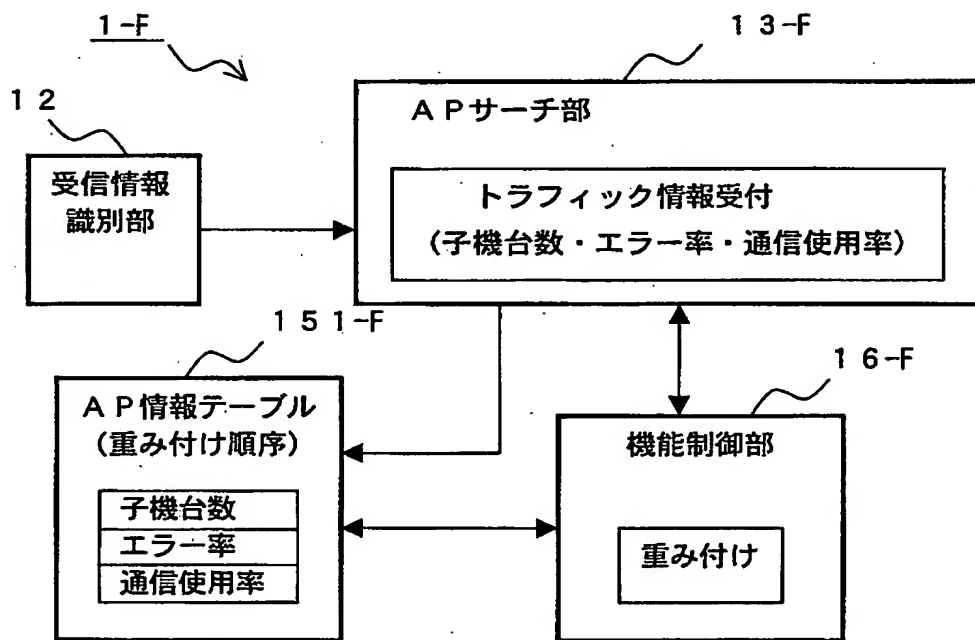 1-F
13-F
12
APサーチ部
受信情報
識別部
トラフィック情報受付
(子機台数・エラー率・通信使用率)
151-F
16-F
AP情報テーブル
(重み付け順序)
機能制御部
子機台数
エラー率
通信使用率
重み付け